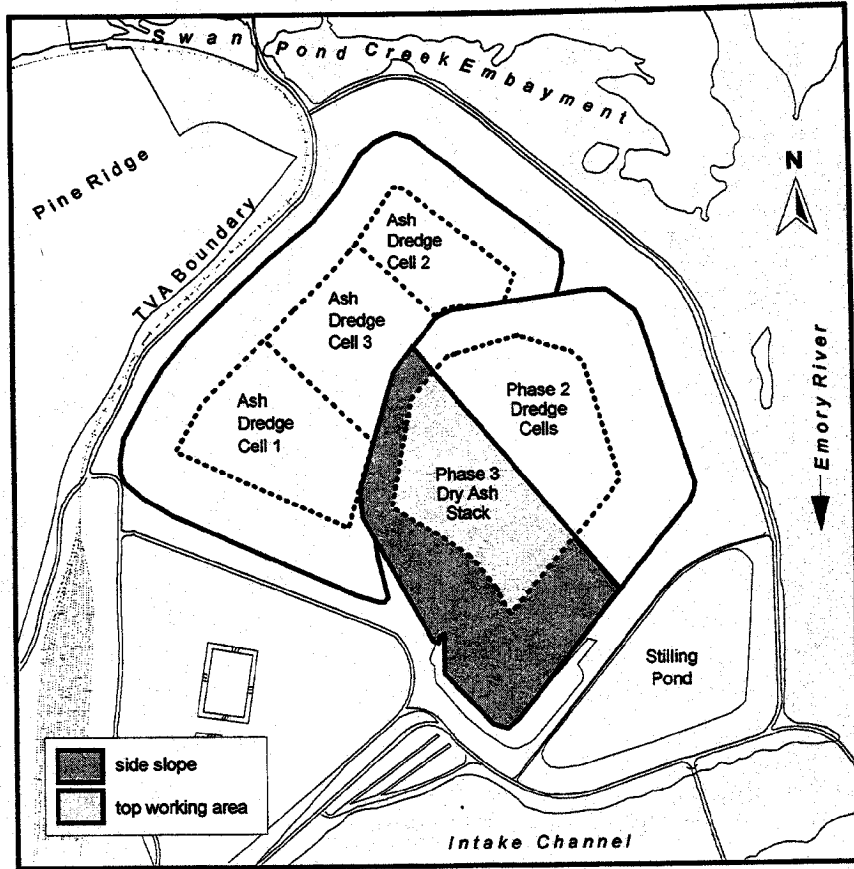 Swan Pond Creek Embayment
Pine Ridge
TVA Boundary
N
Ash
Dredge
Cell 2
Ash
Dredge
Cell 3
Ash
Dredge
Cell 1
Phase 2
Dredge
Cells
Phase 3
Dry Ash
Stack
Emory River
Stilling
Pond
side slope
top working area
Intake Channel